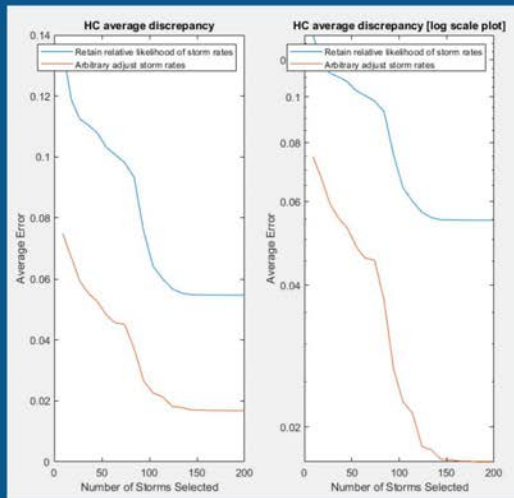 HC average discrepancy
Retain relative likelihood of storm rates
Arbitrary adjust storm rates
0.14
0.12
0.1
0.08
0.06
0.04
0.02
0
Average Error
0
50
100
150
200
Number of Storms Selected
HC average discrepancy [log scale plot]
Retain relative likelihood of storm rates
Arbitrary adjust storm rates
0.1
0.08
0.06
0.04
0.02
Average Error
0
50
100
150
200
Number of Storms Selected